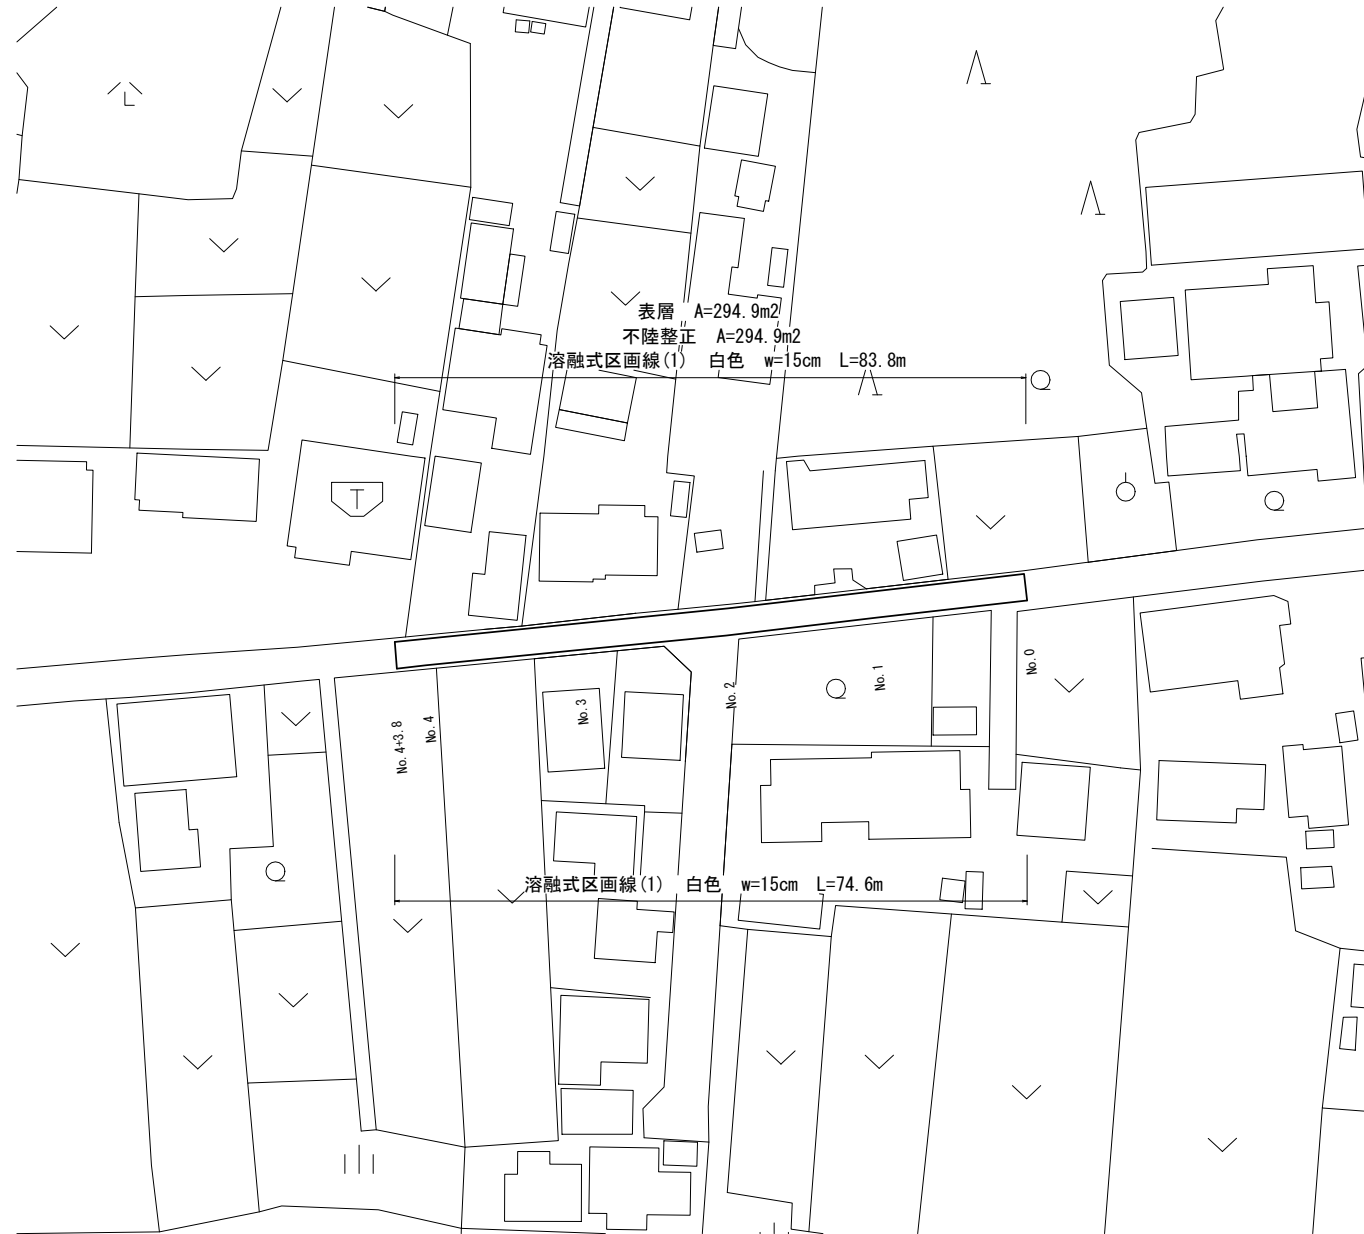 表層　A=294.9m2
不陸整正　A=294.9m2
溶融式区画線(1)　白色　w=15cm　L=83.8m
No.0
No.1
No.2
No.3
No.4
No.4+3.8
溶融式区画線(1)　白色　w=15cm　L=74.6m